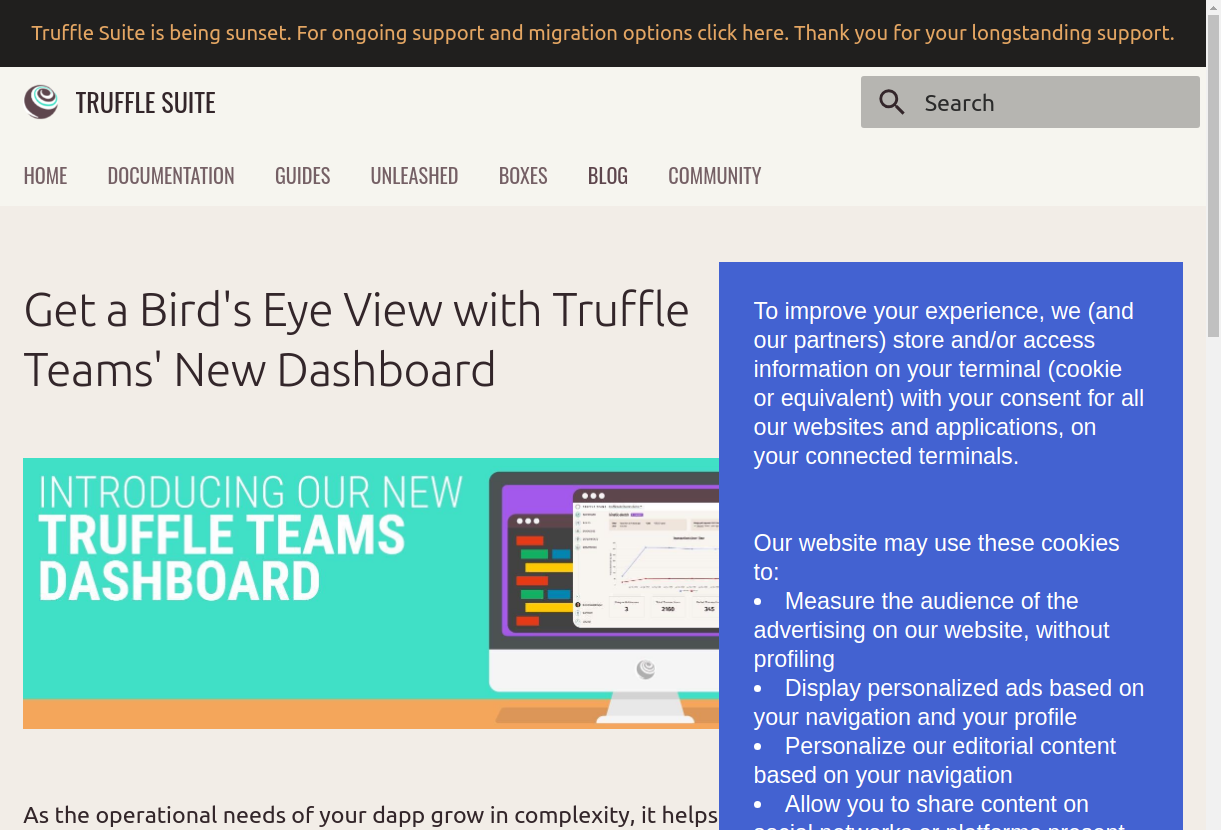 Truffle Suite is being sunset. For ongoing support and migration options click here. Thank you for your longstanding support.
TRUFFLE SUITE
Search
HOME
DOCUMENTATION
GUIDES
UNLEASHED
BOXES
BLOG
COMMUNITY
Get a Bird's Eye View with Truffle
Teams' New Dashboard
INTRODUCING OUR NEW
TRUFFLE TEAMS
DASHBOARD
3
2160
345
As the operational needs of your dapp grow in complexity, it helps
To improve your experience, we (and
our partners) store and/or access
information on your terminal (cookie
or equivalent) with your consent for all
our websites and applications, on
your connected terminals.
Our website may use these cookies
to:
• Measure the audience of the
advertising on our website, without
profiling
• Display personalized ads based on
your navigation and your profile
• Personalize our editorial content
based on your navigation
• Allow you to share content on
social networks or platforms present